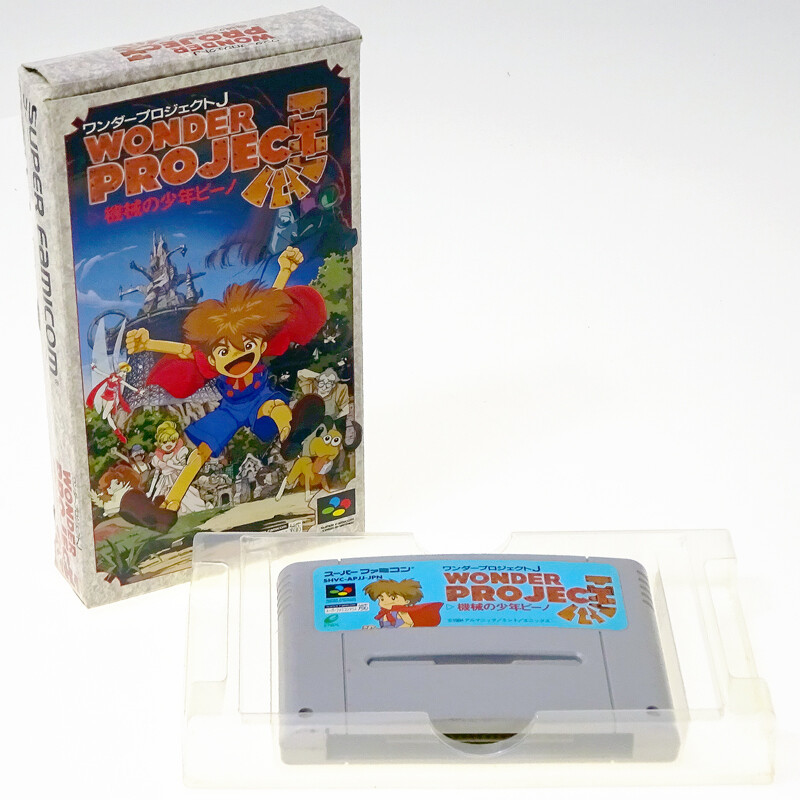 WONDER
PROJECT J
ワンダープロジェクトJ
WONDER
PROJECT J
機械の少年ピーノ
SUPER FAMICOM
WONDER
スーパーファミコン
SHVC-APJJ-JPN
ワンダープロジェクトJ
WONDER
PROJECT J
機械の少年ピーノ